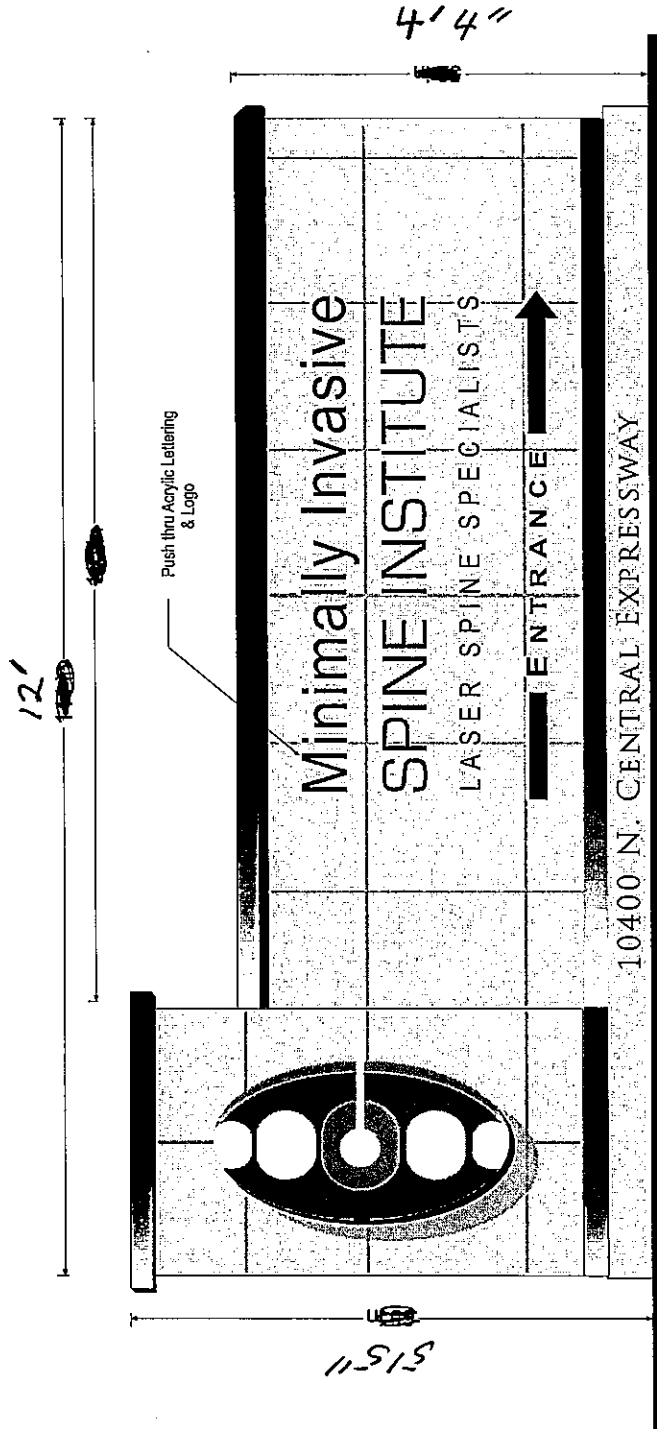 12'
Push thru Acrylic Lettering
& Logo
4'4"
5'5"
Minimally Invasive
SPINE INSTITUTE
LASER SPINE SPECIALISTS
ENTRANCE
10400 N. CENTRAL EXPRESSWAY